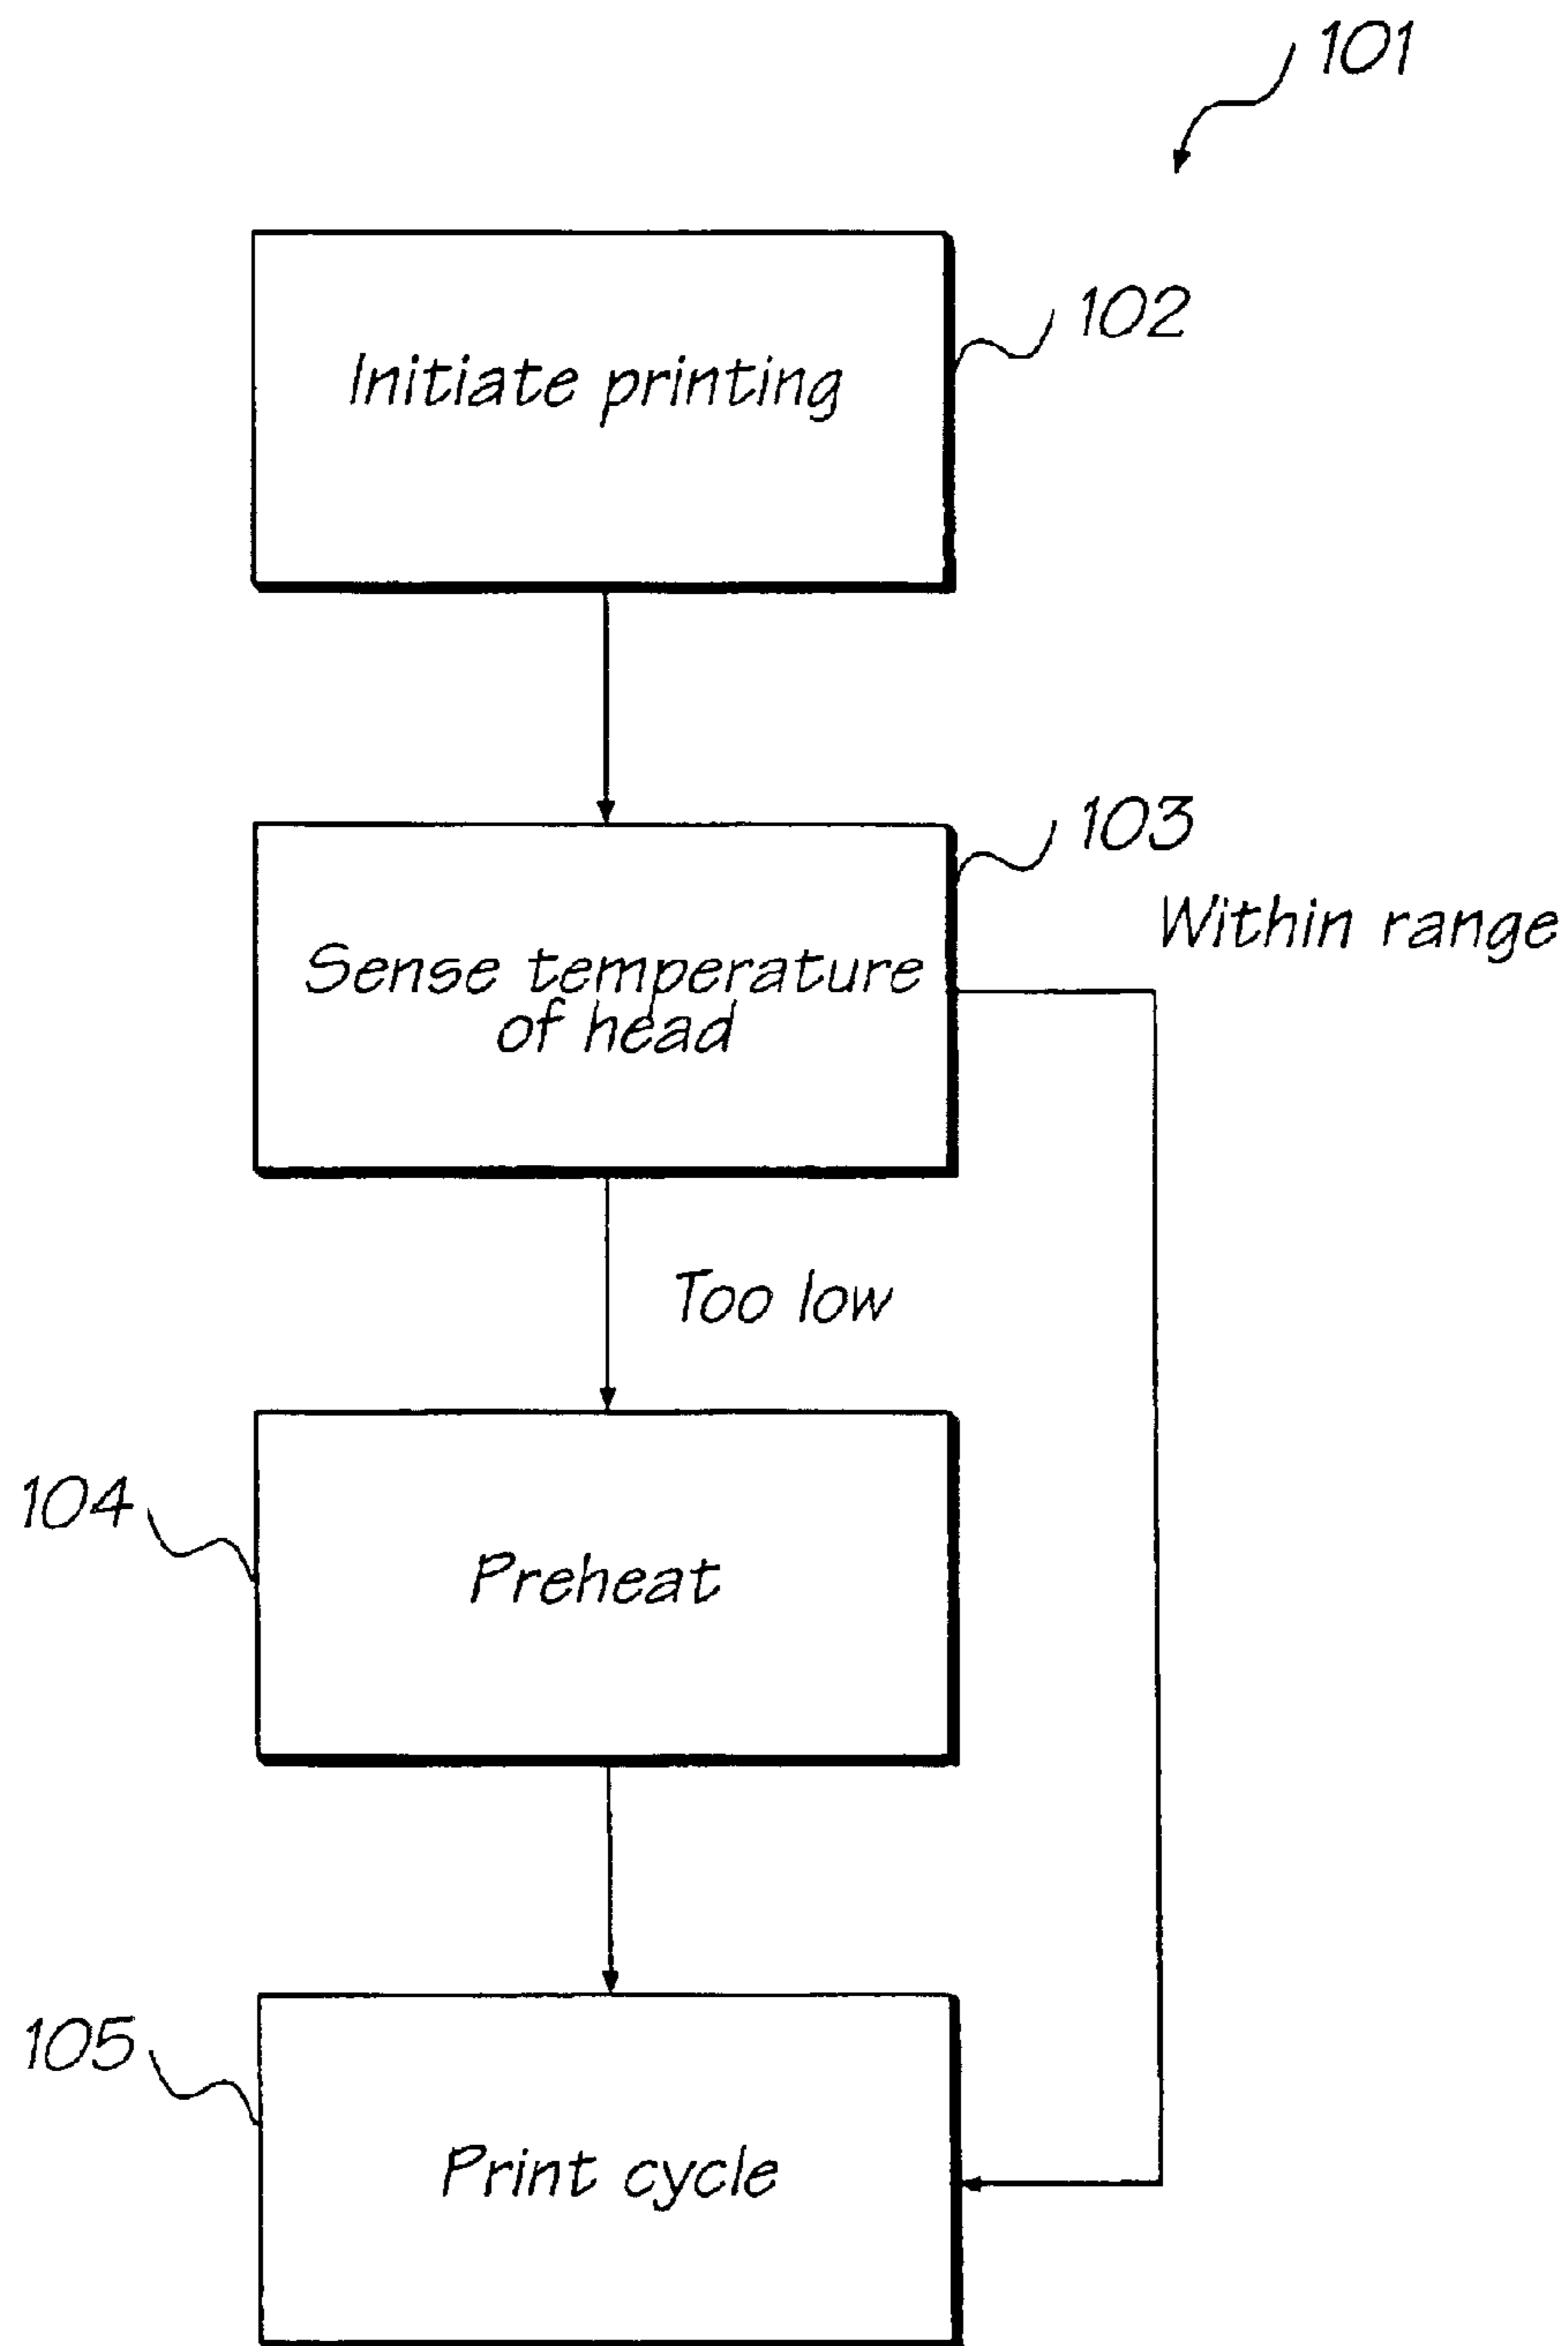 101
Initiate printing
102
103
Within range
Sense temperature
of head
Too low
104
Preheat
105
Print cycle